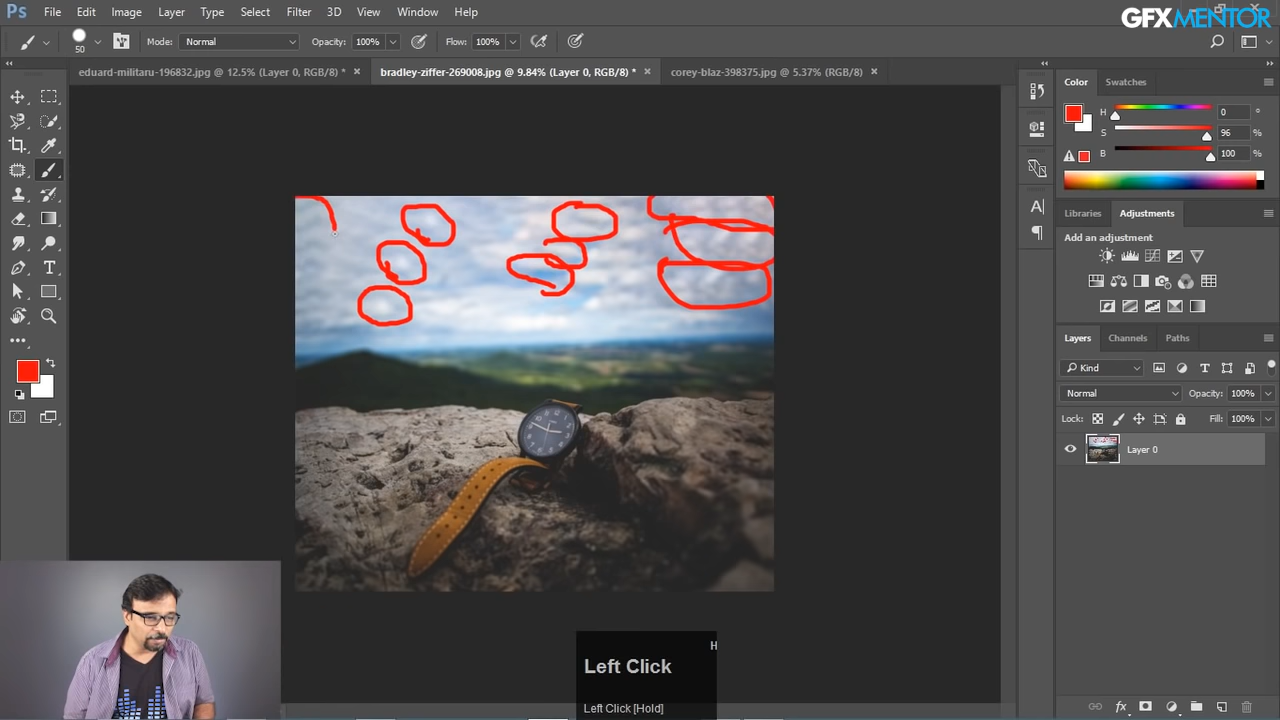 Ps File Edit Image Layer Type Select Filter 3D View Window Help
GFXMENTOR
50 Mode: Normal Opacity: 100% Flow: 100%
eduard-militaru-196832.jpg @ 12.5% (Layer 0, RGB/8) * × bradley-ziffer-269008.jpg @ 9.84% (Layer 0, RGB/8) * × corey-blaz-398375.jpg @ 5.37% (RGB/8) ×
Color Swatches
H 0 °
S 96 %
B 100 %
Libraries Adjustments
Add an adjustment
Layers Channels Paths
Kind
Normal Opacity: 100%
Lock: Fill: 100%
Layer 0
H
Left Click
Left Click [Hold]